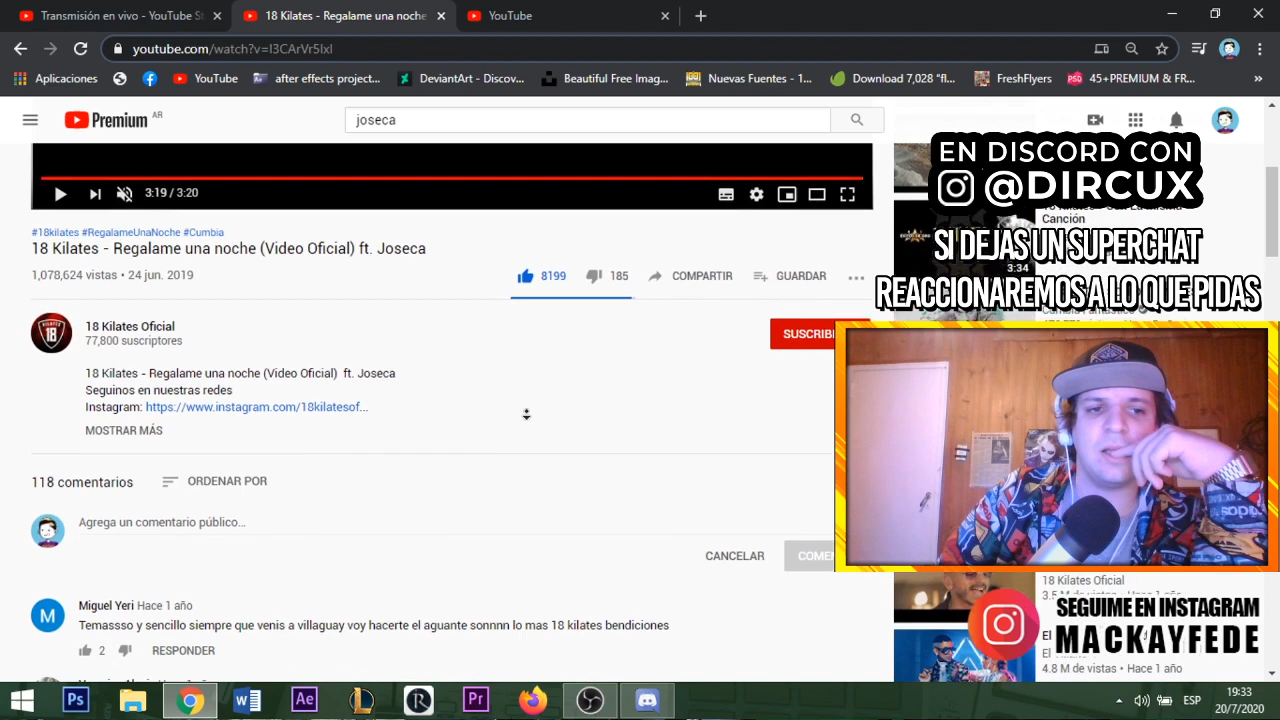 Transmisión en vivo - YouTube St
18 Kilates - Regalame una noche
YouTube
youtube.com/watch?v=I3CArVr5lxI
Aplicaciones
YouTube
after effects project...
DeviantArt - Discov...
Beautiful Free Imag...
Nuevas Fuentes - 1...
Download 7,028 “fl...
FreshFlyers
45+PREMIUM & FR...
»
Premium AR
joseca
EN DISCORD CON
@DIRCUX
SI DEJAS UN SUPERCHAT
REACCIONAREMOS A LO QUE PIDAS
Canción
3:34
3:19 / 3:20
#18kilates #RegalameUnaNoche #Cumbia
18 Kilates - Regalame una noche (Video Oficial) ft. Joseca
1,078,624 vistas • 24 jun. 2019
8199
185
COMPARTIR
GUARDAR
18 Kilates Oficial
77,800 suscriptores
SUSCRIBI
18 Kilates - Regalame una noche (Video Oficial) ft. Joseca
Seguinos en nuestras redes
Instagram: https://www.instagram.com/18kilatesof...
MOSTRAR MÁS
118 comentarios
ORDENAR POR
Agrega un comentario público...
CANCELAR
COME
Miguel Yeri Hace 1 año
Temassso y sencillo siempre que venis a villaguay voy hacerte el aguante sonnnn lo mas 18 kilates bendiciones
2
RESPONDER
18 Kilates Oficial
SEGUIME EN INSTAGRAM
MACKAYFEDE
4.8 M de vistas • Hace 1 año
Ps
Ae
Pr
ESP
19:33
20/7/2020